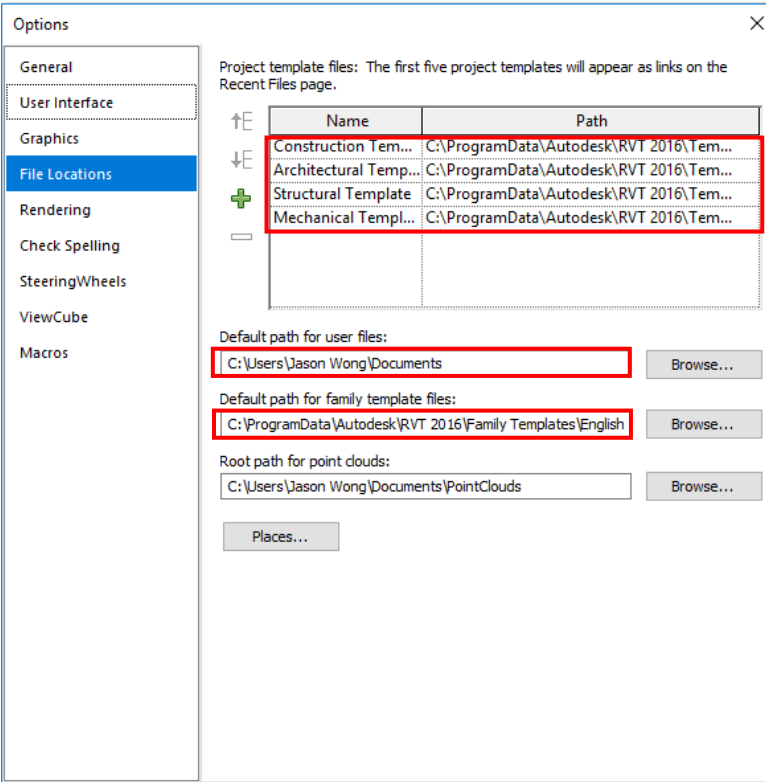 Options
General
User Interface
Graphics
File Locations
Rendering
Check Spelling
SteeringWheels
ViewCube
Macros
Project template files: The first five project templates will appear as links on the
Recent Files page.
Name Path
Construction Tem... C:\ProgramData\Autodesk\RVT 2016\Tem...
Architectural Temp... C:\ProgramData\Autodesk\RVT 2016\Tem...
Structural Template C:\ProgramData\Autodesk\RVT 2016\Tem...
Mechanical Templ... C:\ProgramData\Autodesk\RVT 2016\Tem...
Default path for user files:
C:\Users\Jason Wong\Documents Browse...
Default path for family template files:
C:\ProgramData\Autodesk\RVT 2016\Family Templates\English Browse...
Root path for point clouds:
C:\Users\Jason Wong\Documents\PointClouds Browse...
Places...